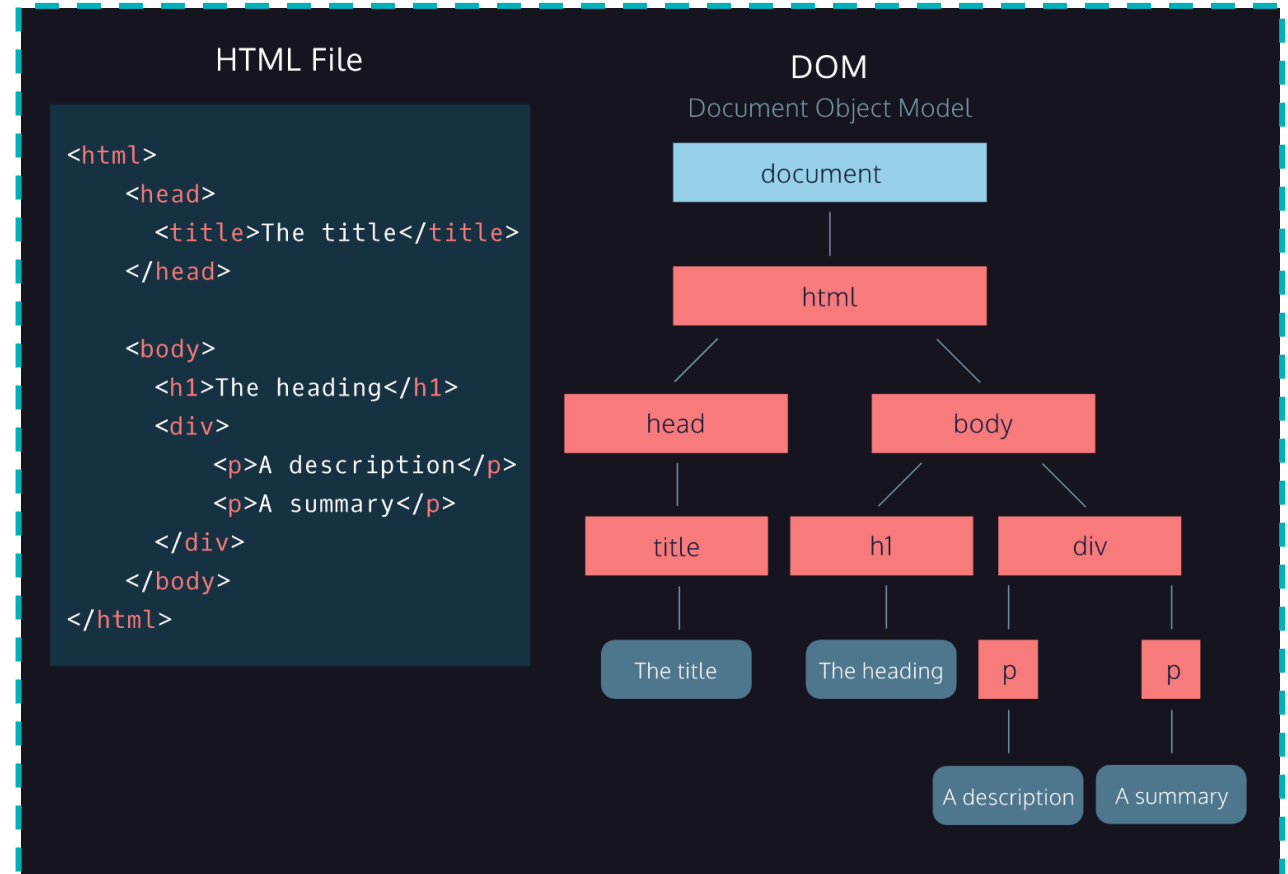 HTML File
<html>
<head>
<title>The title</title>
</head>
<body>
<h1>The heading</h1>
<div>
<p>A description</p>
<p>A summary</p>
</div>
</body>
</html>
DOM
Document Object Model
document
html
head
body
title
h1
div
The title
The heading
p
p
A description
A summary